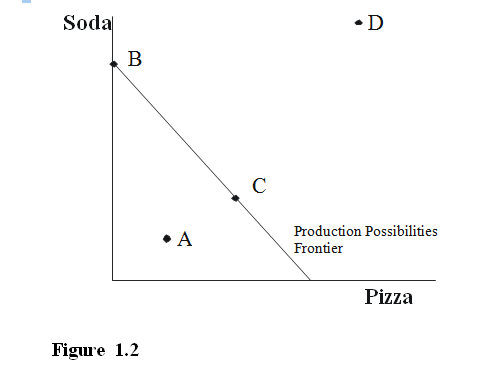 Soda
D
B
C
A
Production Possibilities
Frontier
Pizza
Figure 1.2